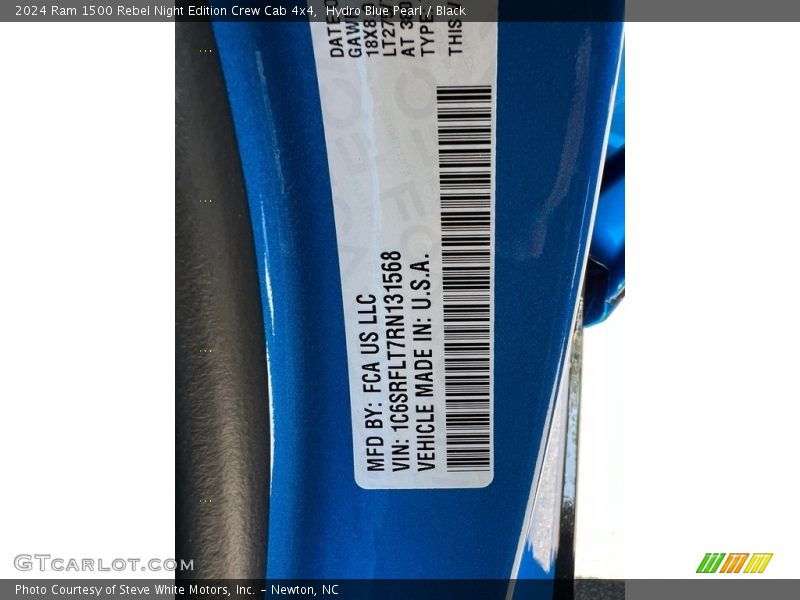 2024 Ram 1500 Rebel Night Edition Crew Cab 4x4, Hydro Blue Pearl / Black
MFD BY: FCA US LLC
VIN: 1C6SRFLT7RN131568
VEHICLE MADE IN: U.S.A.
DATE
GAW
18X8
AT
TYPE
THIS
GTcarlot.com
Photo Courtesy of Steve White Motors, Inc. – Newton, NC